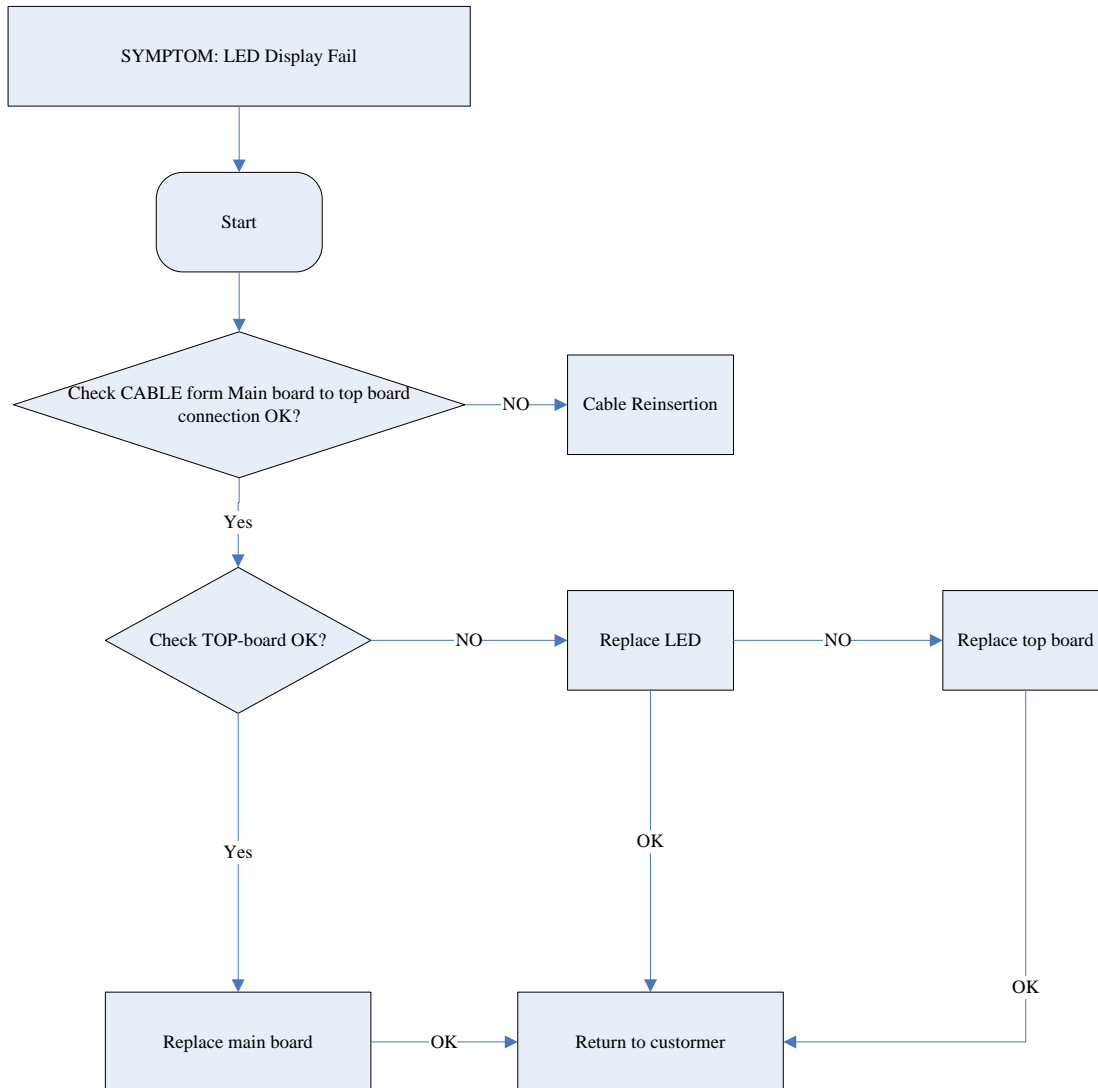 SYMPTOM: LED Display Fail
Start
Check CABLE form Main board to top board
connection OK?
NO
Cable Reinsertion
Yes
Check TOP-board OK?
NO
Replace LED
NO
Replace top board
Yes
OK
OK
Replace main board
OK
Return to custormer